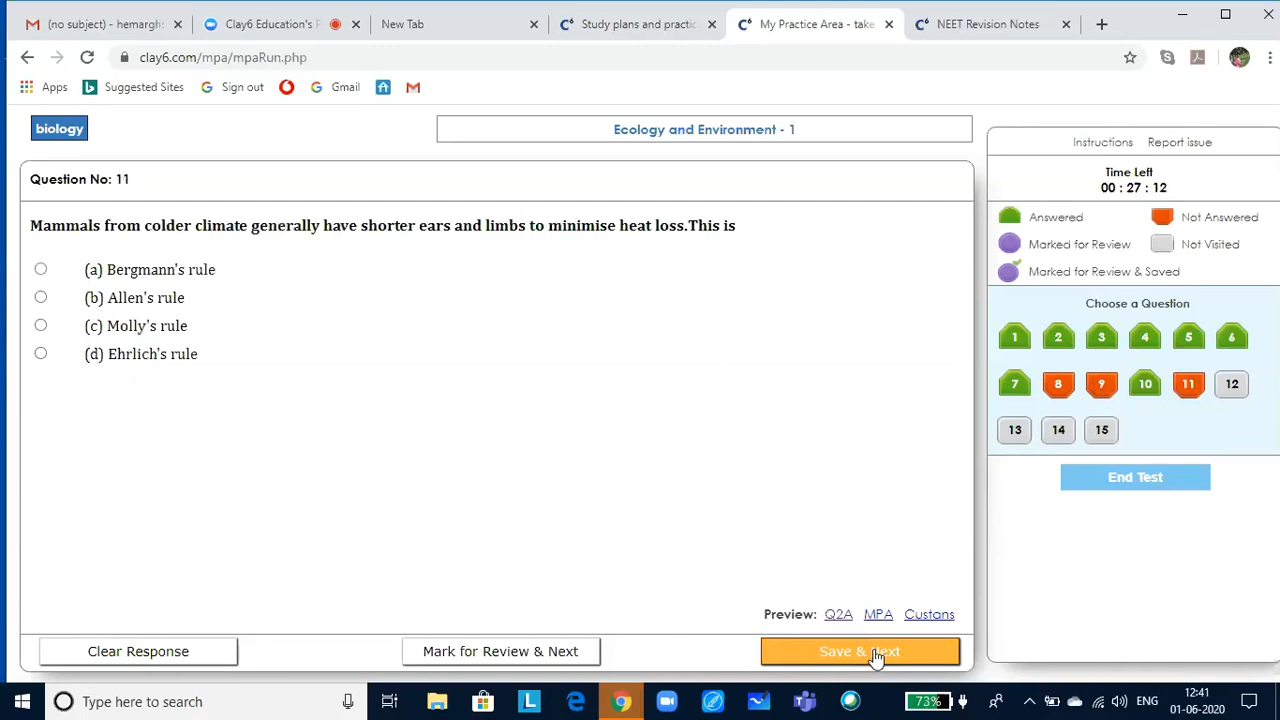 (no subject) - hemarghs
Clay6 Education's P
New Tab
Study plans and practic
My Practice Area - take
NEET Revision Notes
clay6.com/mpa/mpaRun.php
Apps
Suggested Sites
Sign out
Gmail
biology
Ecology and Environment - 1
Question No: 11
Mammals from colder climate generally have shorter ears and limbs to minimise heat loss.This is
(a) Bergmann's rule
(b) Allen's rule
(c) Molly's rule
(d) Ehrlich's rule
Preview: Q2A MPA Custans
Clear Response
Mark for Review & Next
Save & Next
Instructions Report issue
Time Left
00 : 27 : 12
Answered
Not Answered
Marked for Review
Not Visited
Marked for Review & Saved
Choose a Question
1 2 3 4 5 6
7 8 9 10 11 12
13 14 15
End Test
Type here to search
73%
ENG
12:41
01-06-2020